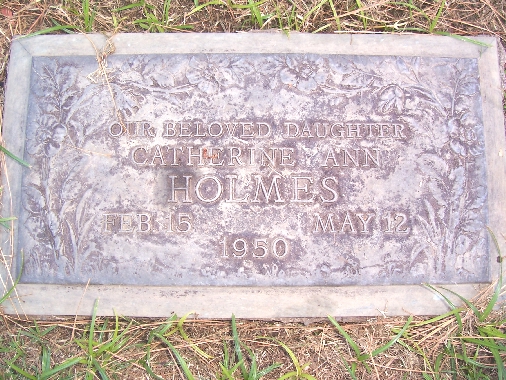 OUR BELOVED DAUGHTER
CATHERINE ANN
HOLMES
FEB. 15 MAY 12
1950